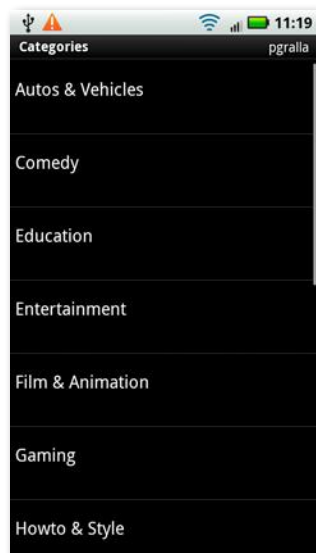 11:19
Categories pgralla
Autos & Vehicles
Comedy
Education
Entertainment
Film & Animation
Gaming
Howto & Style